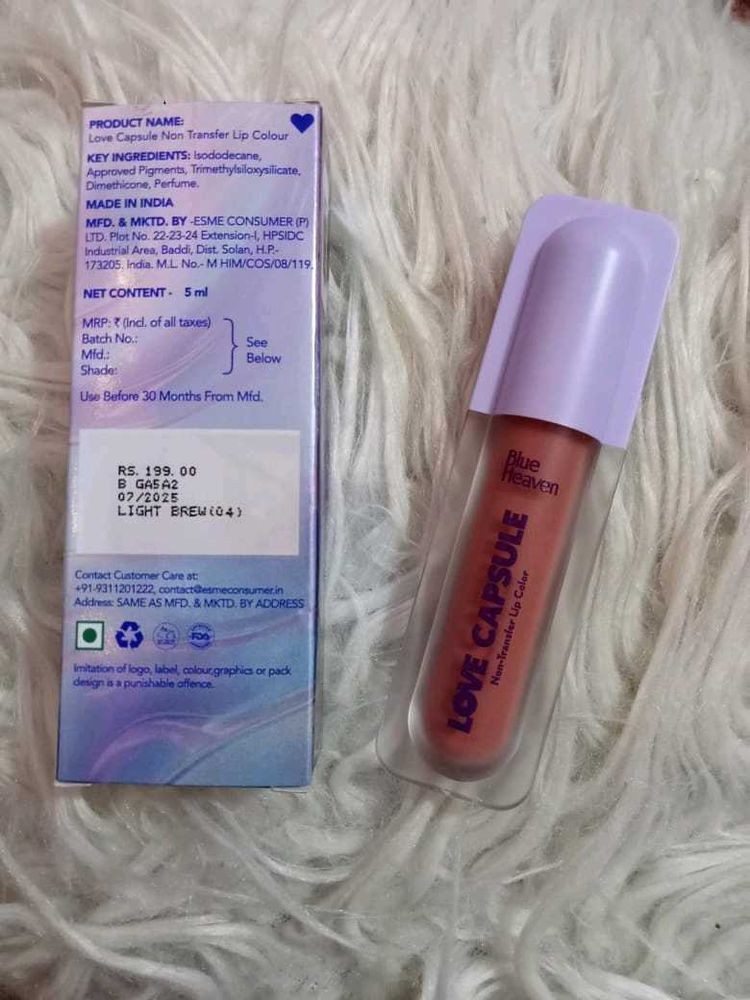 PRODUCT NAME:
Love Capsule Non Transfer Lip Colour
KEY INGREDIENTS: Isododecane,
Approved Pigments, Trimethylsiloxysilicate,
Dimethicone, Perfume.
MADE IN INDIA
MFD. & MKTD. BY -ESME CONSUMER (P)
LTD. Plot No. 22-23-24 Extension-I, HPSIDC
Industrial Area, Baddi, Dist. Solan, H.P.-
173205. India. M.L. No.- M HIM/COS/08/119.
NET CONTENT - 5 ml
MRP: ₹ (Incl. of all taxes)
Batch No.:
Mfd.:
Shade:
See
Below
Use Before 30 Months From Mfd.
RS. 199.00
B GA5A2
07/2025
LIGHT BREW(04)
Contact Customer Care at:
+91-9311201222, contact@esmeconsumer.in
Address: SAME AS MFD. & MKTD. BY ADDRESS
FDA
Imitation of logo, label, colour,graphics or pack
design is a punishable offence.
Blue
Heaven
LOVE CAPSULE
Non-Transfer Lip Color